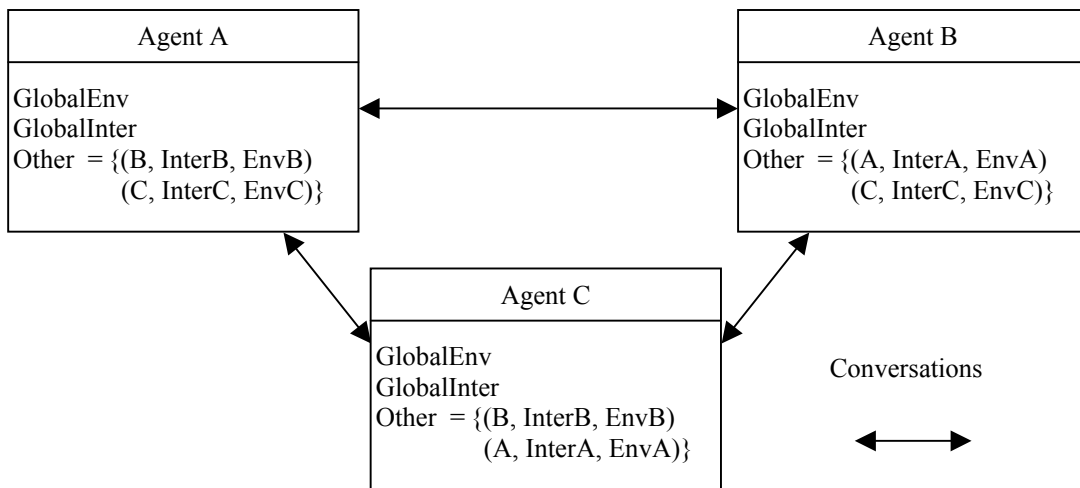 Agent A
GlobalEnv
GlobalInter
Other = {(B, InterB, EnvB)
(C, InterC, EnvC)}
Agent B
GlobalEnv
GlobalInter
Other = {(A, InterA, EnvA)
(C, InterC, EnvC)}
Agent C
GlobalEnv
GlobalInter
Other = {(B, InterB, EnvB)
(A, InterA, EnvA)}
Conversations